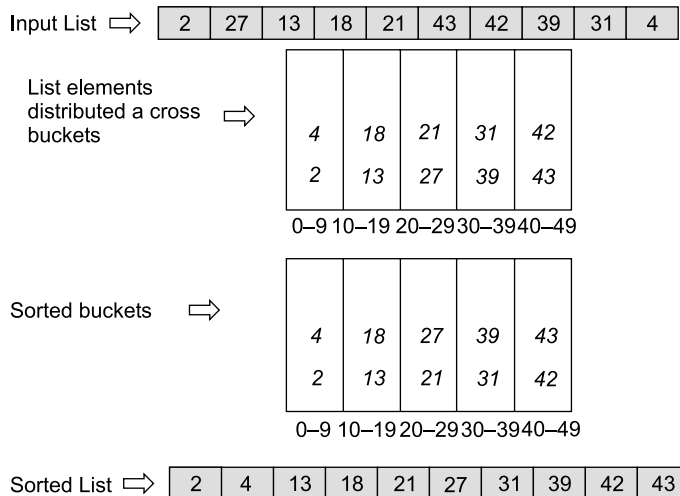 Input List 2 27 13 18 21 43 42 39 31 4
List elements
distributed a cross
buckets
4 18 21 31 42
2 13 27 39 43
0–9 10–19 20–29 30–39 40–49
Sorted buckets
4 18 27 39 43
2 13 21 31 42
0–9 10–19 20–29 30–39 40–49
Sorted List 2 4 13 18 21 27 31 39 42 43